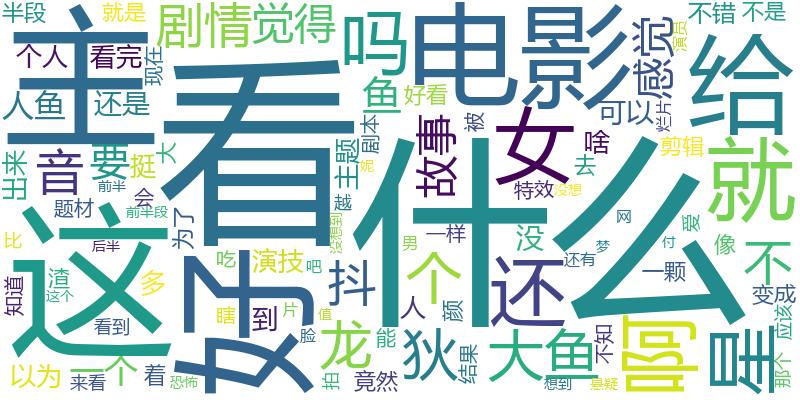 半段 就是 剧情 觉得 吗 电影 感觉 演员 不错 不是
个人 看完 现在 主 看 鱼 好看 可以 烂片 给
人鱼 还是 剧本 被 故事 女 啥 剪辑
出来 音 要 挺 大 主题 妮 去 就
题材 前半 会 前半段 越 特效 没想
这 后半 为了 没想到 什么 网 爱
比 渣 多 吃 演技 吧 男 一样 个 还 没 还有 梦 付 像 不
知道 这个 好 抖 人 颜 一颗 变成
看到 瞎 到 片 值 龙 能 狄 大鱼 不知 啊 星 应该
以为 一个 着 脸 结果
来看 恐怖 拍 竟然 想到 悬疑 那个